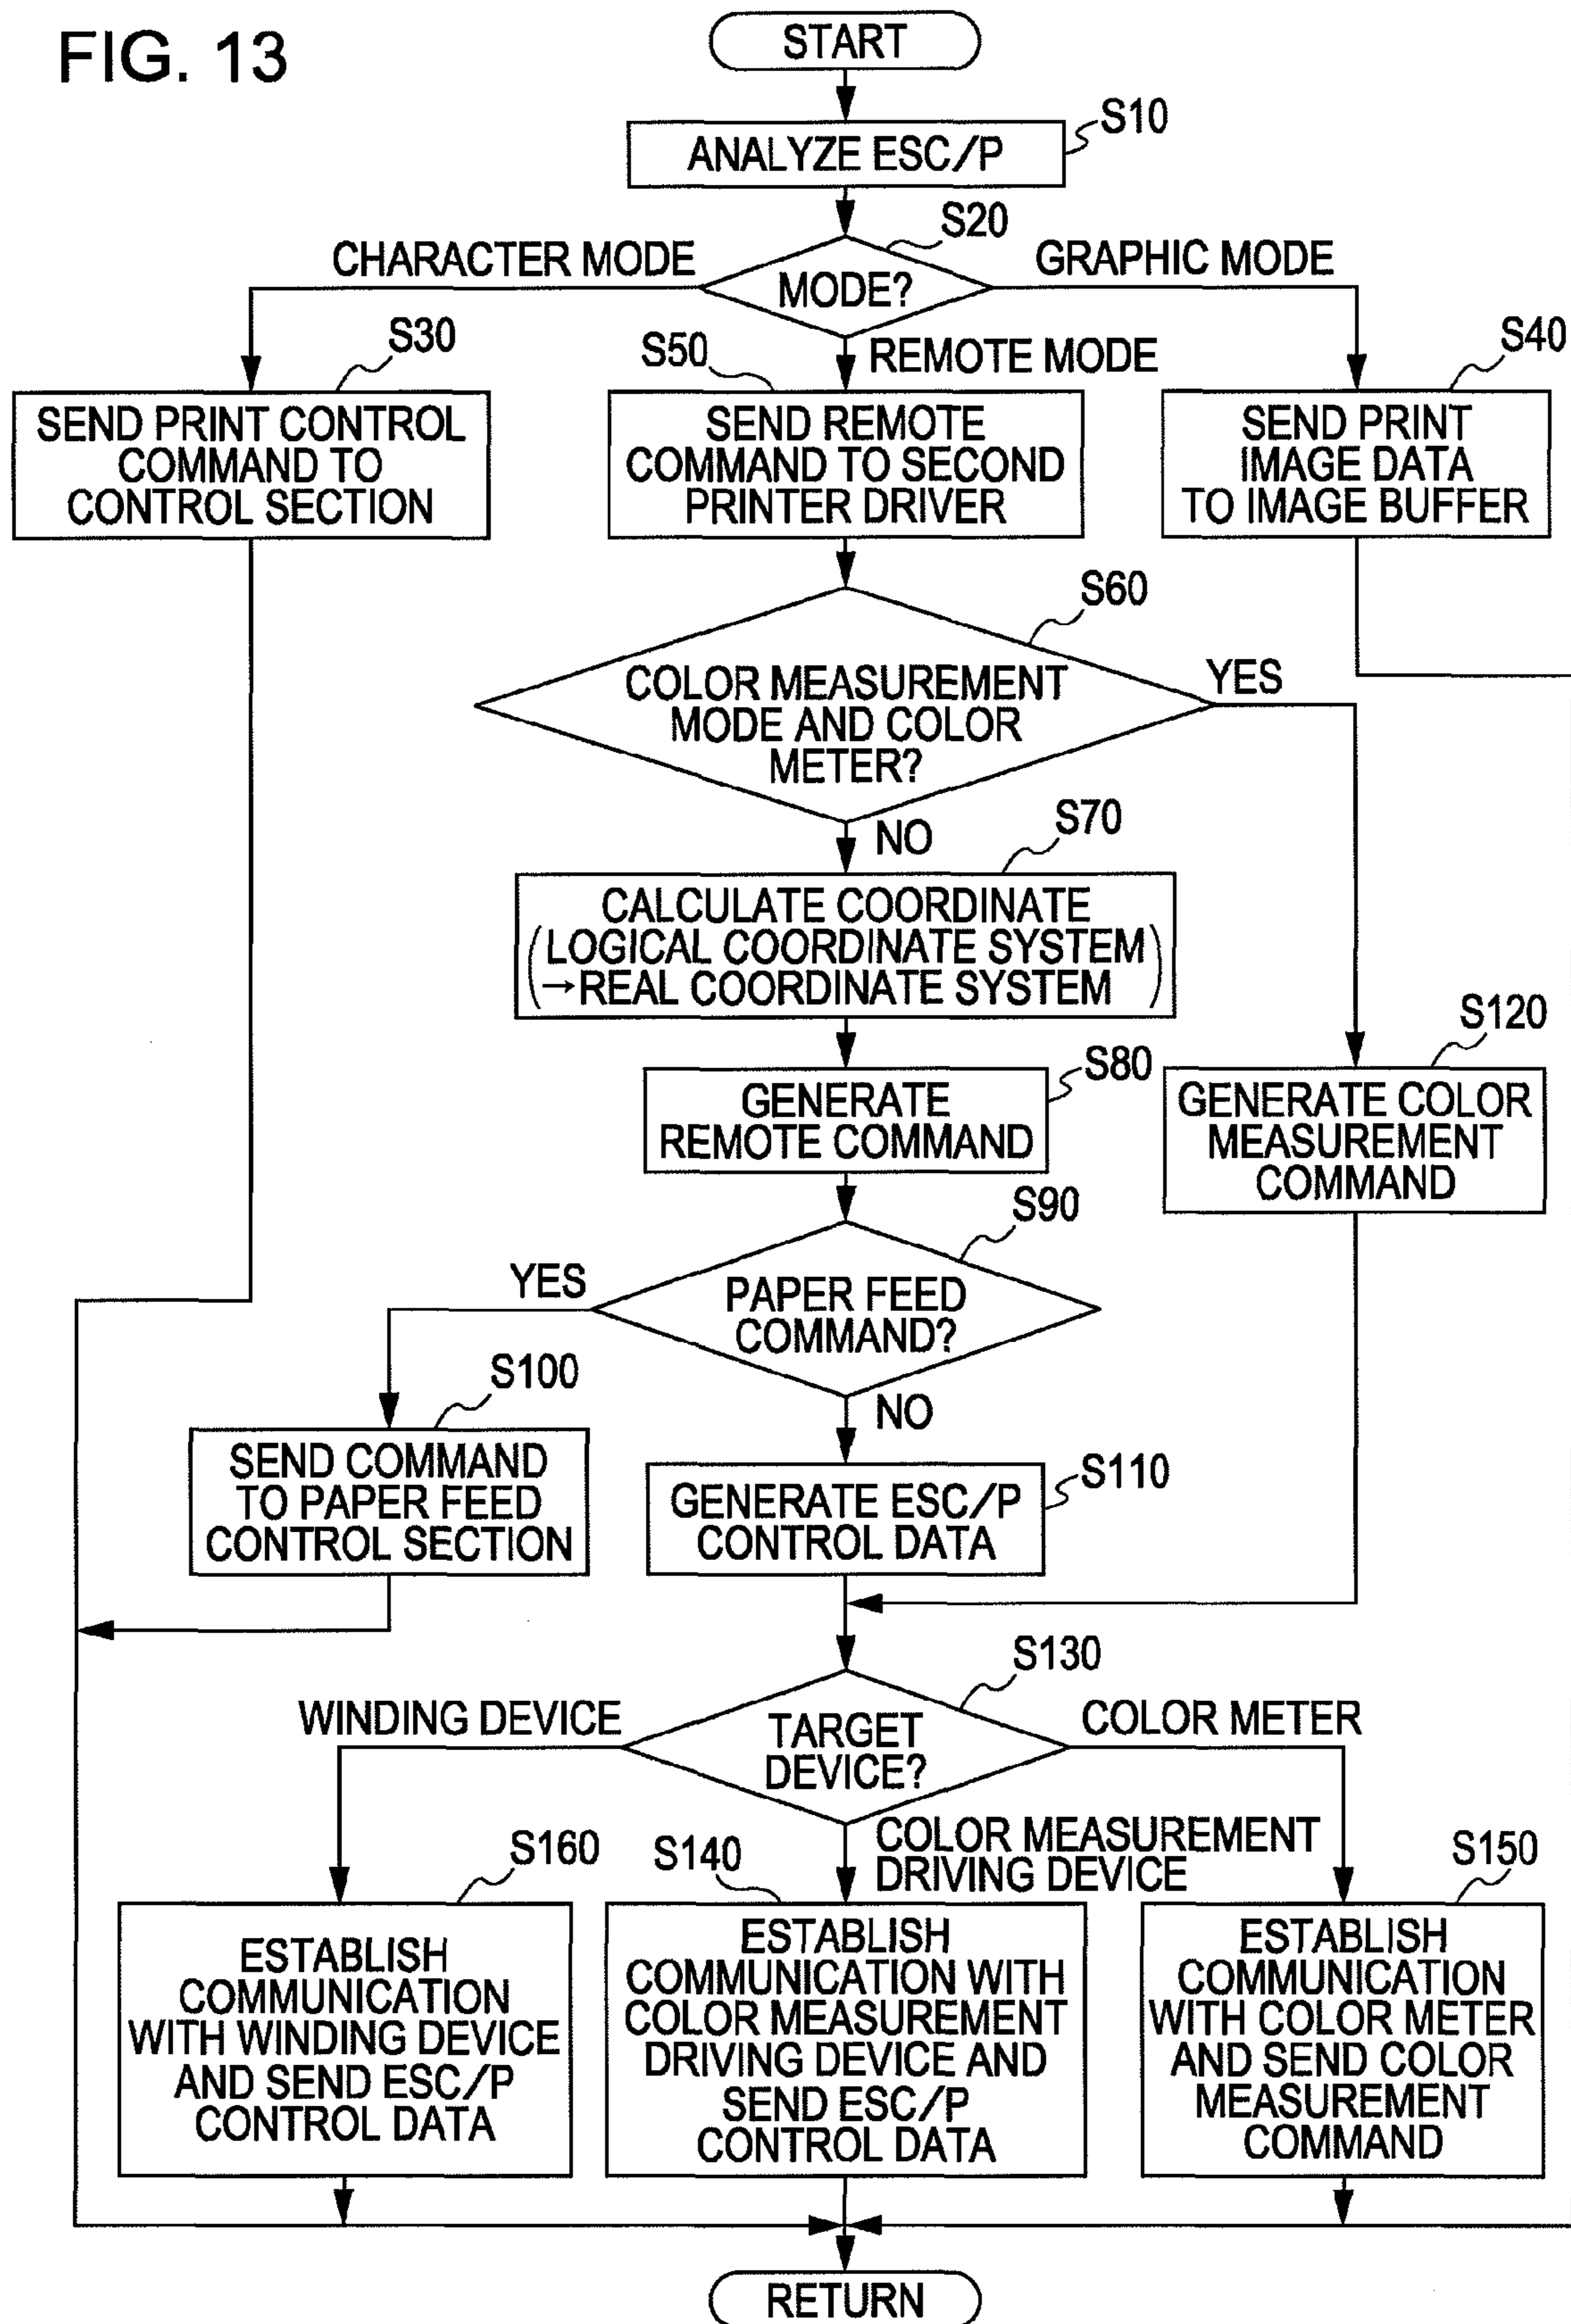 FIG. 13
START
S10
ANALYZE ESC/P
S20
CHARACTER MODE
GRAPHIC MODE
MODE?
S30
S50
REMOTE MODE
S40
SEND PRINT CONTROL
COMMAND TO
CONTROL SECTION
SEND REMOTE
COMMAND TO SECOND
PRINTER DRIVER
SEND PRINT
IMAGE DATA
TO IMAGE BUFFER
S60
COLOR MEASUREMENT
MODE AND COLOR
METER?
YES
NO
S70
CALCULATE COORDINATE
(LOGICAL COORDINATE SYSTEM
→REAL COORDINATE SYSTEM)
S80
GENERATE
REMOTE COMMAND
S120
GENERATE COLOR
MEASUREMENT
COMMAND
S90
YES
PAPER FEED
COMMAND?
NO
S100
SEND COMMAND
TO PAPER FEED
CONTROL SECTION
S110
GENERATE ESC/P
CONTROL DATA
S130
WINDING DEVICE
COLOR METER
TARGET
DEVICE?
COLOR MEASUREMENT
DRIVING DEVICE
S160
ESTABLISH
COMMUNICATION
WITH WINDING DEVICE
AND SEND ESC/P
CONTROL DATA
S140
ESTABLISH
COMMUNICATION WITH
COLOR MEASUREMENT
DRIVING DEVICE AND
SEND ESC/P
CONTROL DATA
S150
ESTABLISH
COMMUNICATION
WITH COLOR METER
AND SEND COLOR
MEASUREMENT
COMMAND
RETURN